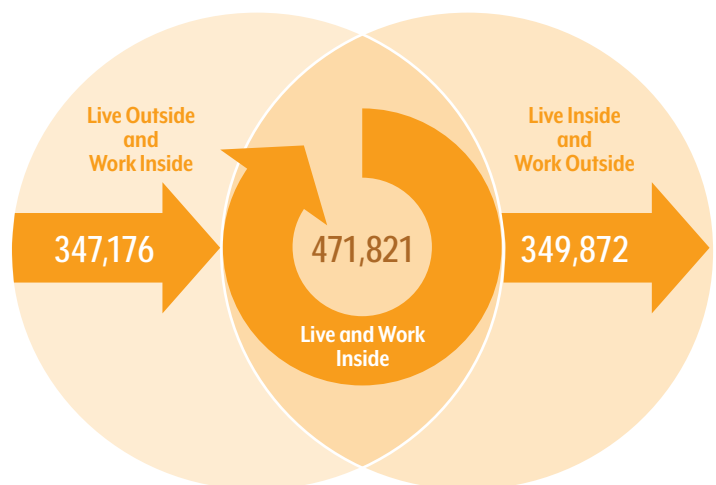 Live Outside
and
Work Inside
347,176
471,821
Live and Work
Inside
Live Inside
and
Work Outside
349,872